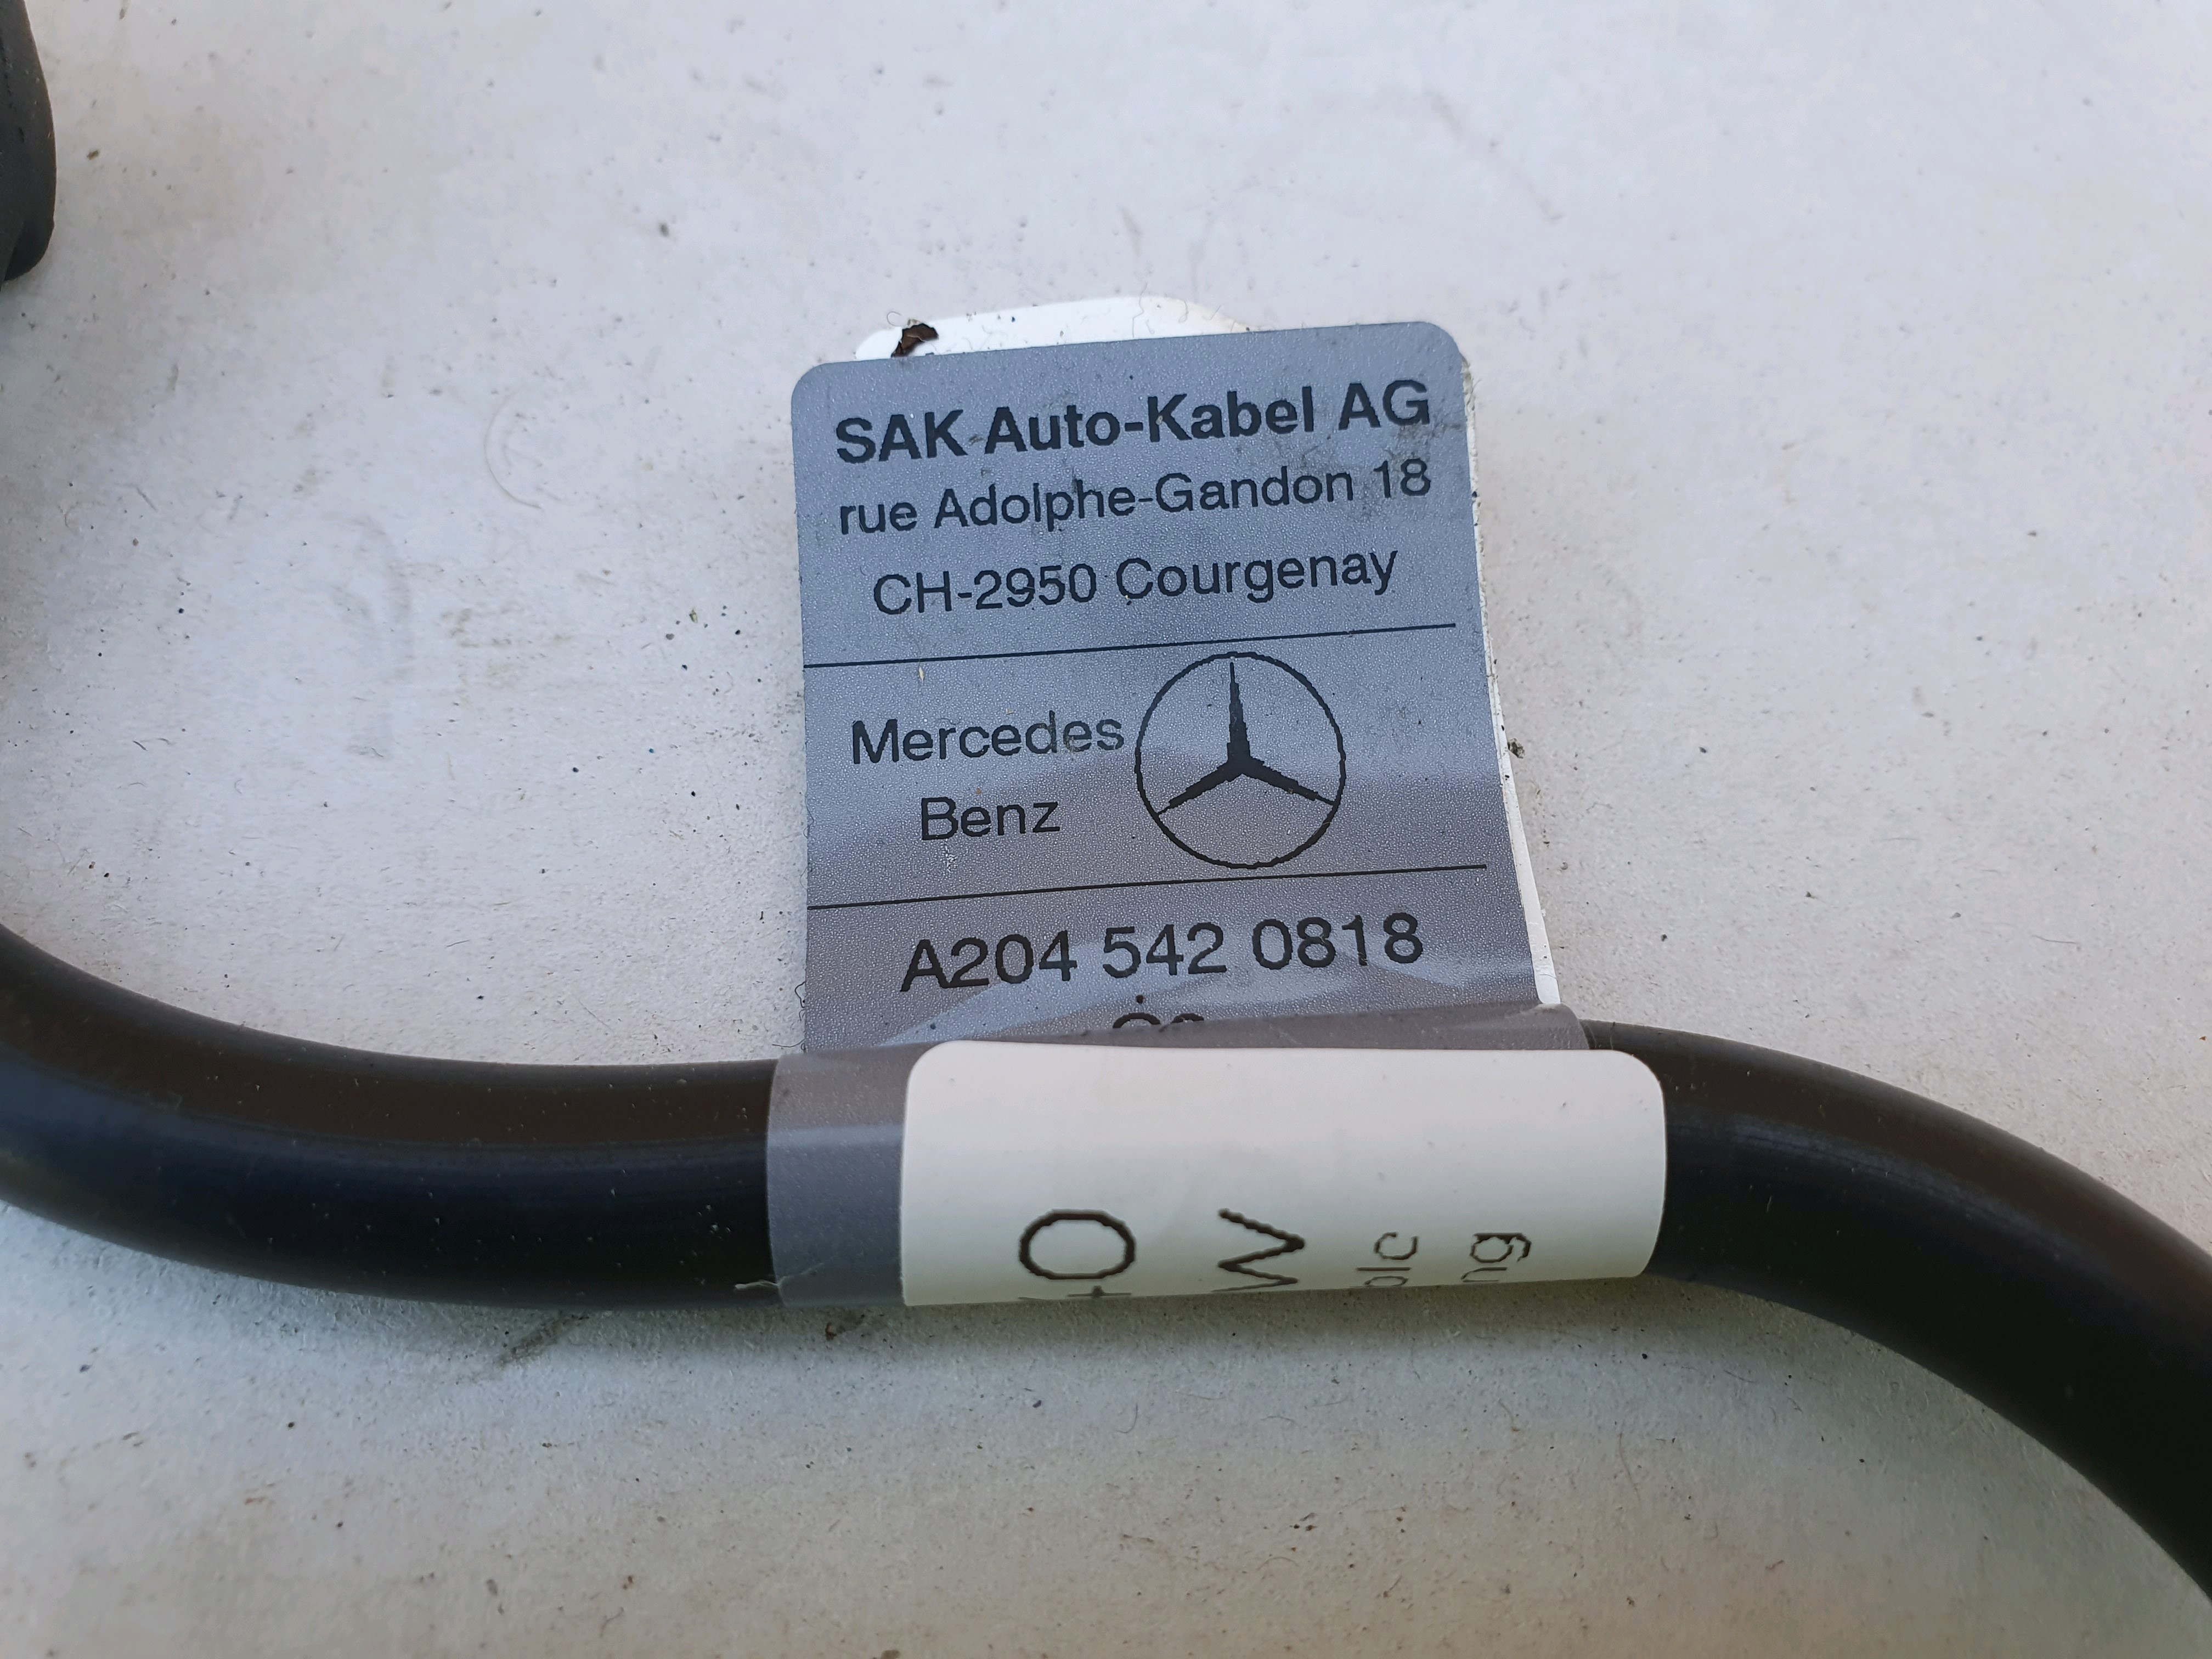 SAK Auto-Kabel AG
rue Adolphe-Gandon 18
CH-2950 Courgenay
Mercedes
Benz
A204 542 0818